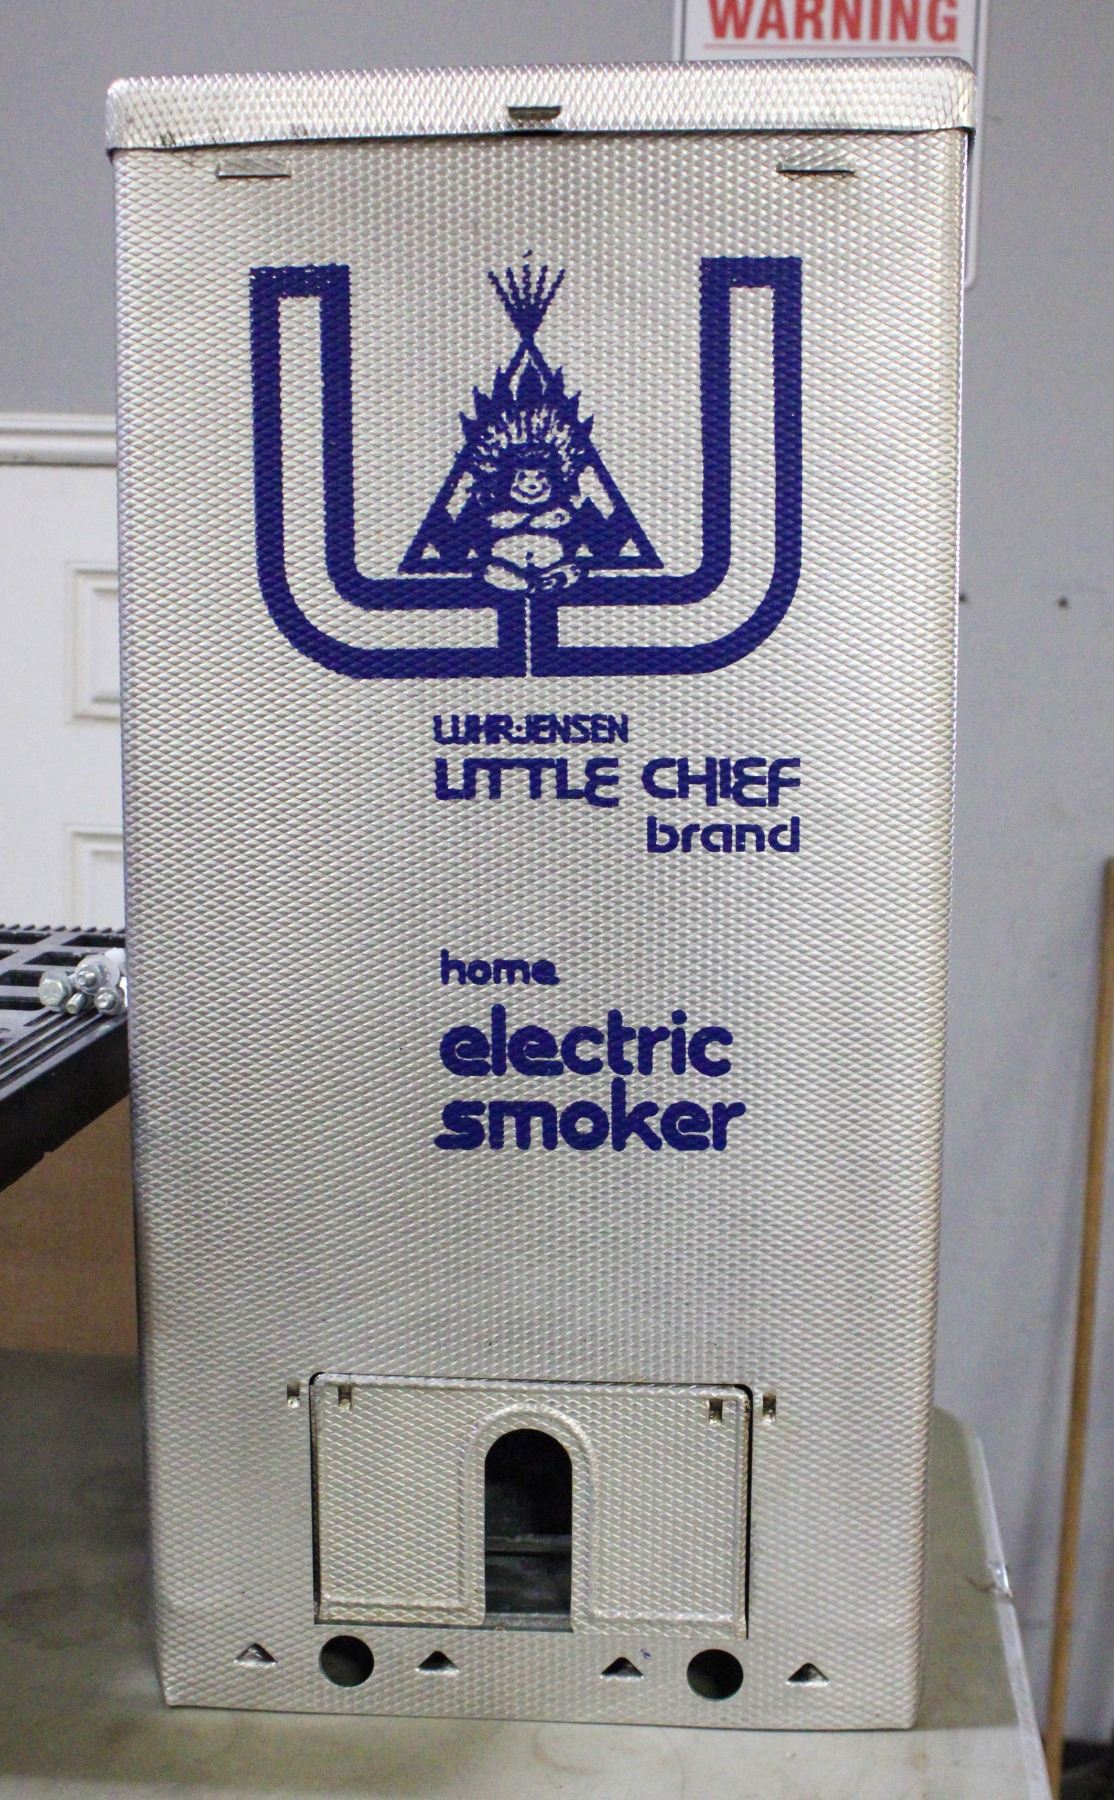 WARNING
LUHR·JENSEN
LITTLE CHIEF
brand
home
electric
smoker